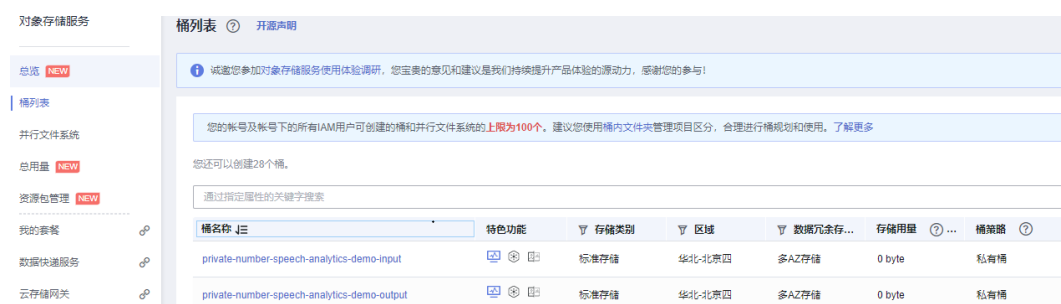 对象存储服务
桶列表 ? 开源声明
总览 NEW
诚邀您参加对象存储服务使用体验调研，您宝贵的意见和建议是我们持续提升产品体验的源动力，感谢您的参与！
桶列表
您的帐号及帐号下的所有IAM用户可创建的桶和并行文件系统的上限为100个。建议您使用桶内文件夹管理项目区分，合理进行桶规划和使用。了解更多
并行文件系统
总用量 NEW
您还可以创建28个桶。
资源包管理 NEW
通过指定属性的关键字搜索
我的套餐
桶名称 特色功能 存储类别 区域 数据冗余存... 存储用量 ? ... 桶策略 ?
数据快递服务
private-number-speech-analytics-demo-input 标准存储 华北-北京四 多AZ存储 0 byte 私有桶
云存储网关
private-number-speech-analytics-demo-output 标准存储 华北-北京四 多AZ存储 0 byte 私有桶